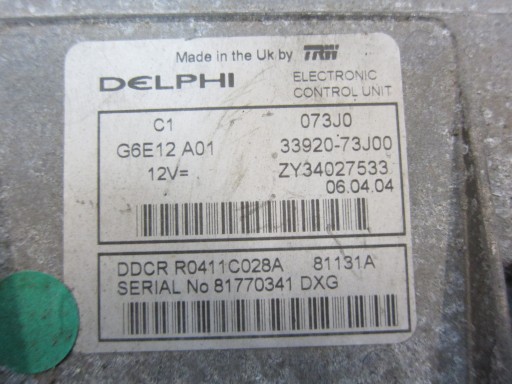 Made in the Uk by TRW
DELPHI ELECTRONIC
CONTROL UNIT
C1 073J0
G6E12 A01 33920-73J00
12V= ZY34027533
06.04.04
DDCR R0411C028A 81131A
SERIAL No 81770341 DXG